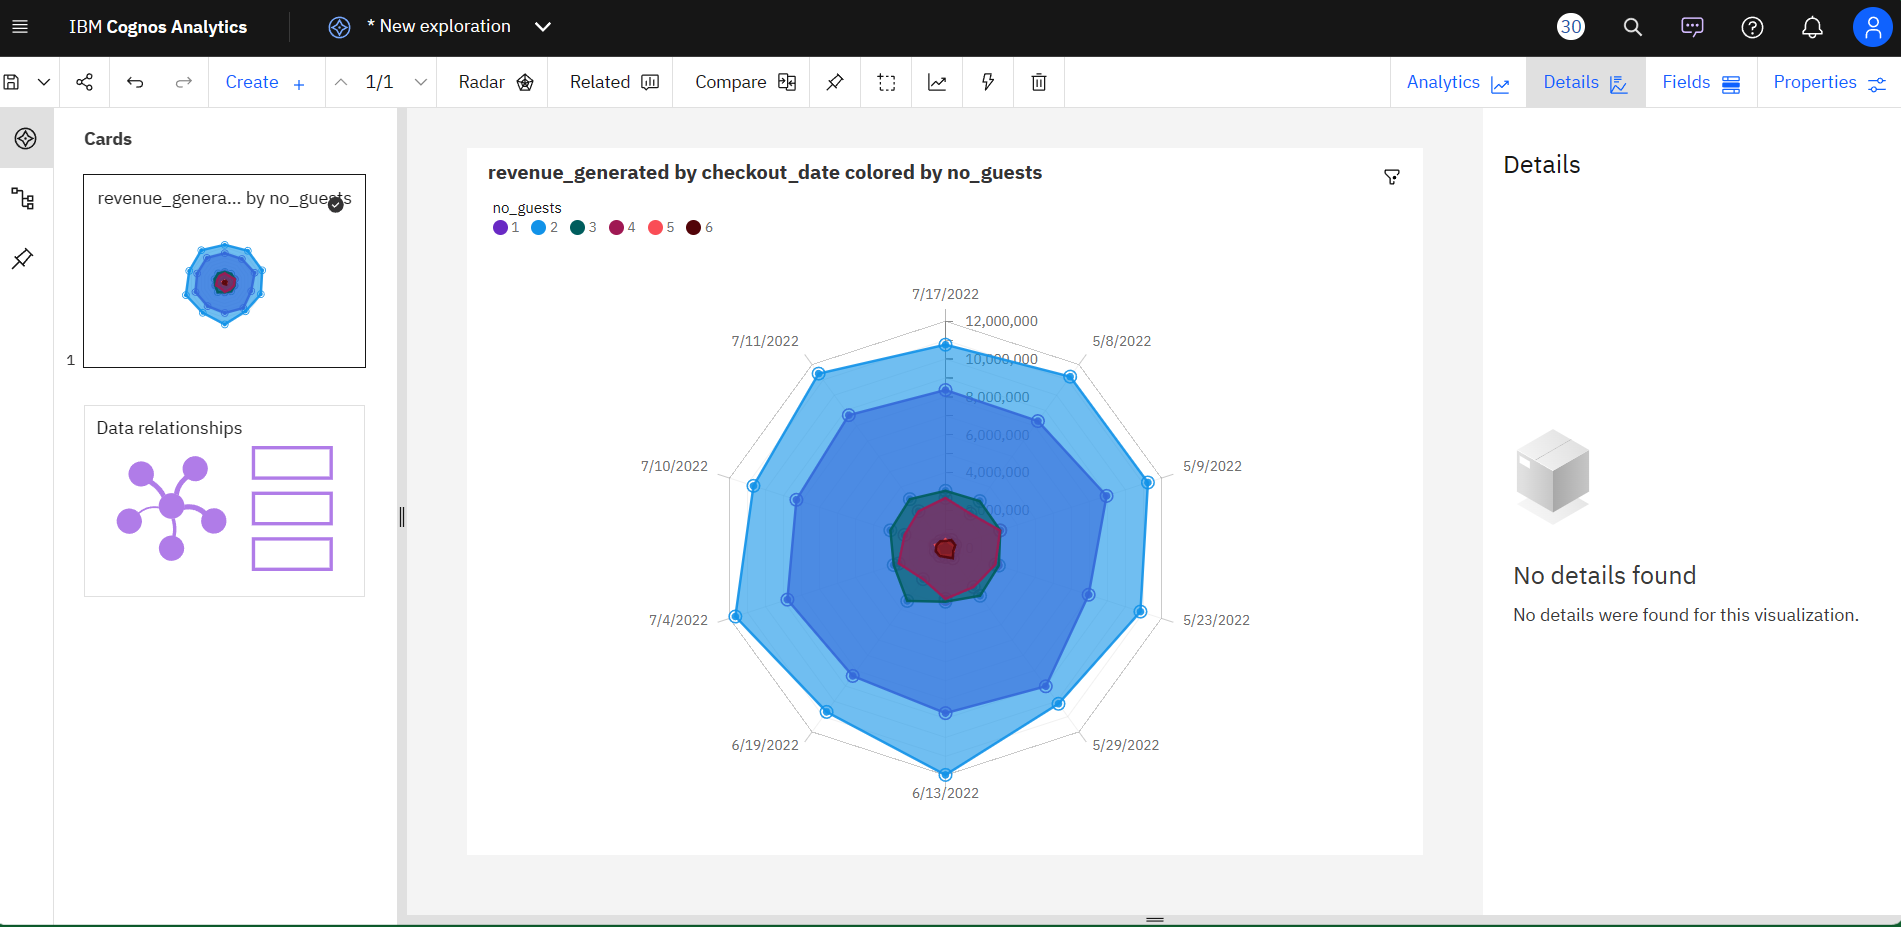 IBM Cognos Analytics
* New exploration
30
Create +
1/1
Radar
Related
Compare
Analytics
Details
Fields
Properties
Cards
revenue_genera... by no_guests
1
Data relationships
revenue_generated by checkout_date colored by no_guests
no_guests
1 2 3 4 5 6
7/17/2022
12,000,000
10,000,000
8,000,000
6,000,000
4,000,000
7/11/2022
5/8/2022
7/10/2022
5/9/2022
7/4/2022
5/23/2022
6/19/2022
5/29/2022
6/13/2022
Details
No details found
No details were found for this visualization.